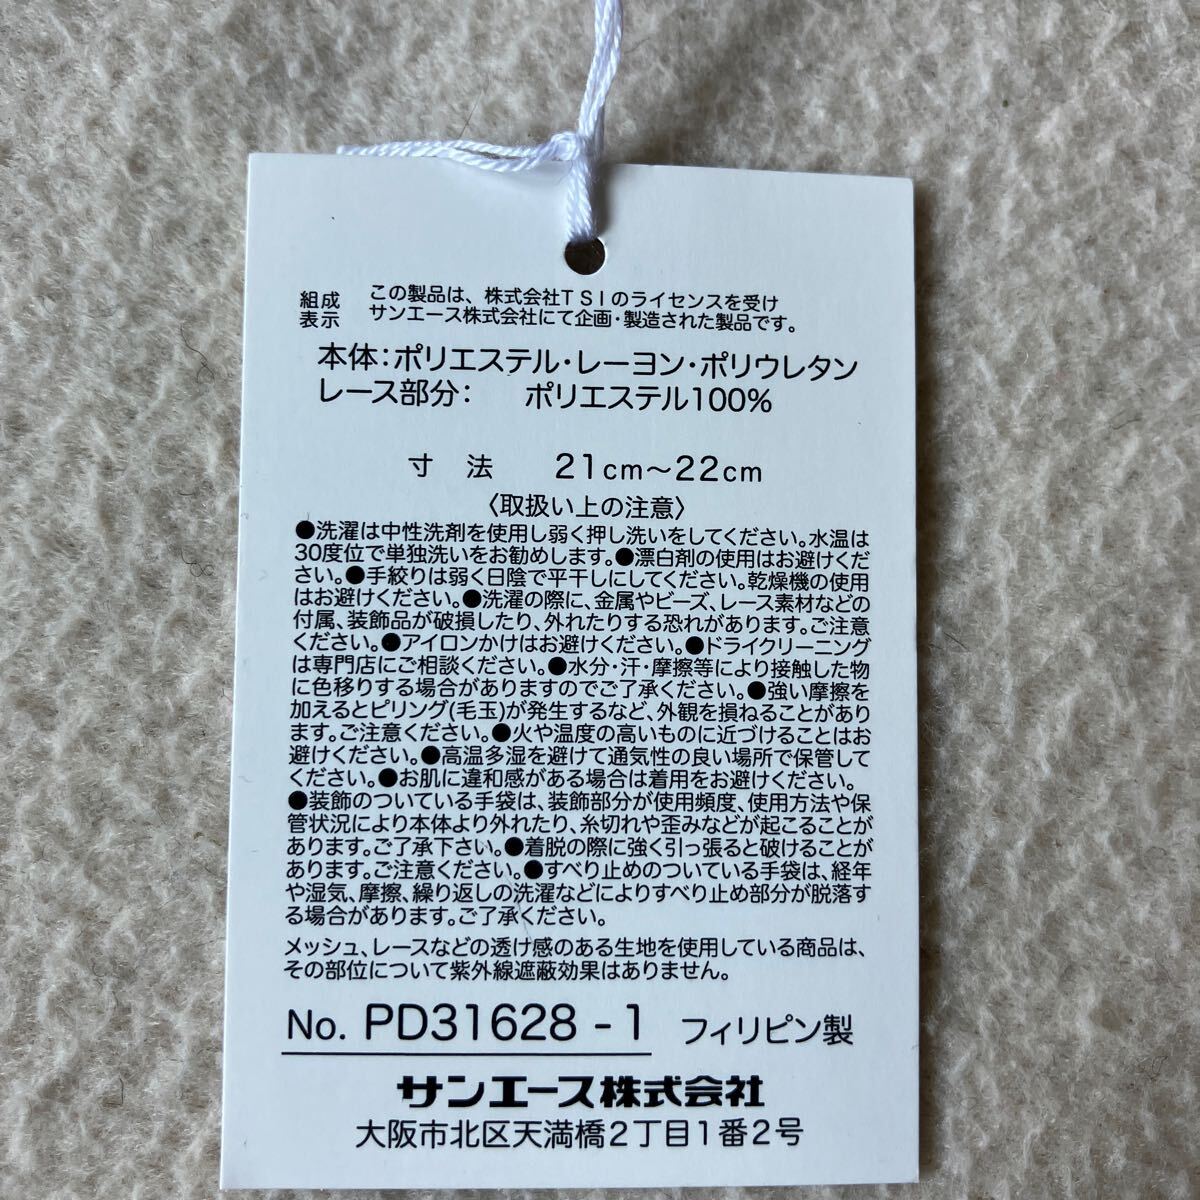 組成
表示
この製品は、株式会社TSIのライセンスを受け
サンエース株式会社にて企画・製造された製品です。
本体:ポリエステル・レーヨン・ポリウレタン
レース部分: ポリエステル100%
寸 法 21cm～22cm
〈取扱い上の注意〉
●洗濯は中性洗剤を使用し弱く押し洗いをしてください。水温は
30度位で単独洗いをお勧めします。●漂白剤の使用はお避けくだ
さい。●手絞りは弱く日陰で平干しにしてください。乾燥機の使用
はお避けください。●洗濯の際に、金属やビーズ、レース素材などの
付属、装飾品が破損したり、外れたりする恐れがあります。ご注意
ください。●アイロンかけはお避けください。●ドライクリーニング
は専門店にご相談ください。●水分・汗・摩擦等により接触した物
に色移りする場合がありますのでご了承ください。●強い摩擦を
加えるとピリング(毛玉)が発生するなど、外観を損ねることがあり
ます。ご注意ください。●火や温度の高いものに近づけることはお
避けください。●高温多湿を避けて通気性の良い場所で保管して
ください。●お肌に違和感がある場合は着用をお避けください。
●装飾のついている手袋は、装飾部分が使用頻度、使用方法や保
管状況により本体より外れたり、糸切れや歪みなどが起こることが
あります。ご了承下さい。●着脱の際に強く引っ張ると破けることが
あります。ご注意ください。●すべり止めのついている手袋は、経年
や湿気、摩擦、繰り返しの洗濯などによりすべり止め部分が脱落す
る場合があります。ご了承ください。
メッシュ、レースなどの透け感のある生地を使用している商品は、
その部位について紫外線遮蔽効果はありません。
No. PD31628-1 フィリピン製
サンエース株式会社
大阪市北区天満橋2丁目1番2号